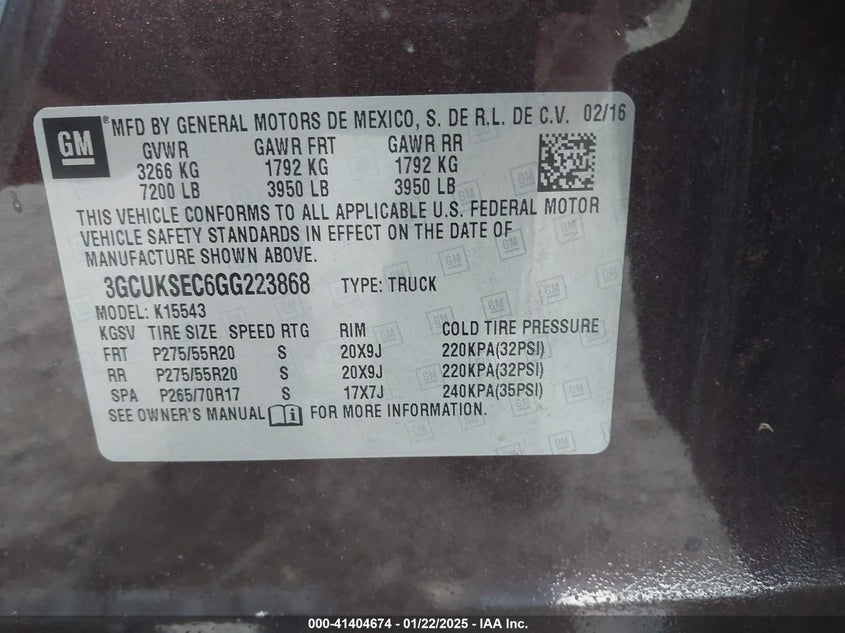 GM
® MFD BY GENERAL MOTORS DE MEXICO, S. DE R.L. DE C.V. 02/16
GVWR GAWR FRT GAWR RR
3266 KG 1792 KG 1792 KG
7200 LB 3950 LB 3950 LB
THIS VEHICLE CONFORMS TO ALL APPLICABLE U.S. FEDERAL MOTOR
VEHICLE SAFETY STANDARDS IN EFFECT ON THE DATE OF
MANUFACTURE SHOWN ABOVE.
3GCUKSEC6GG223868 TYPE: TRUCK
MODEL: K15543
KGSV TIRE SIZE SPEED RTG RIM COLD TIRE PRESSURE
FRT P275/55R20 S 20X9J 220KPA(32PSI)
RR P275/55R20 S 20X9J 220KPA(32PSI)
SPA P265/70R17 S 17X7J 240KPA(35PSI)
SEE OWNER'S MANUAL FOR MORE INFORMATION.
000-41404674 - 01/22/2025 - IAA Inc.